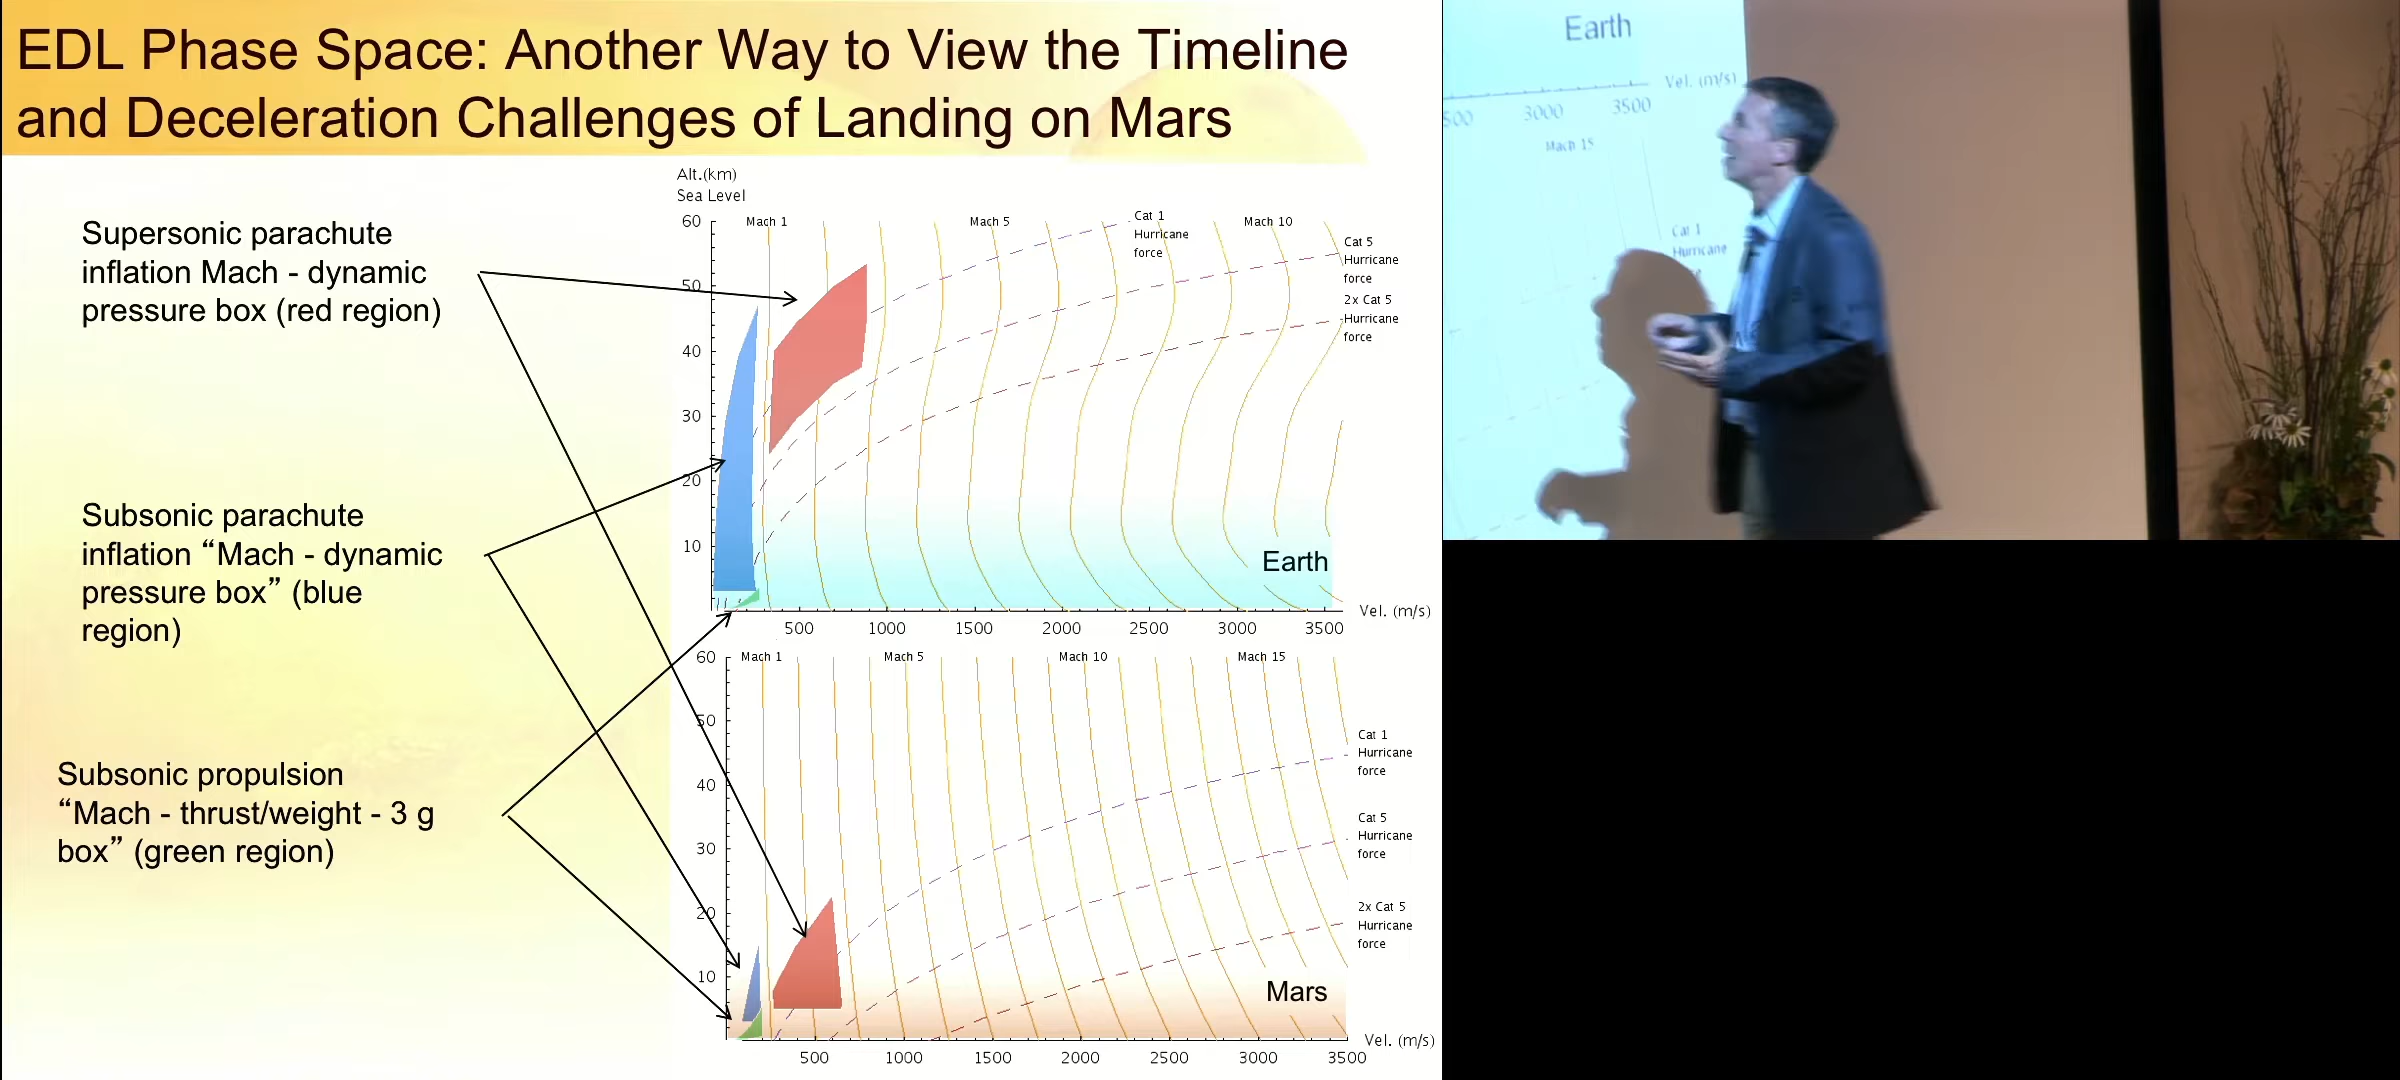 EDL Phase Space: Another Way to View the Timeline
and Deceleration Challenges of Landing on Mars
Supersonic parachute
inflation Mach - dynamic
pressure box (red region)
Subsonic parachute
inflation “Mach - dynamic
pressure box” (blue
region)
Subsonic propulsion
“Mach - thrust/weight - 3 g
box” (green region)
Alt.(km)
Sea Level
60
50
40
30
20
10
Mach 1
Mach 5
Mach 10
Cat 1
Hurricane
force
Cat 5
Hurricane
force
2x Cat 5
Hurricane
force
Earth
Vel. (m/s)
500 1000 1500 2000 2500 3000 3500
60
50
40
30
20
10
Mach 1
Mach 5
Mach 10
Mach 15
Cat 1
Hurricane
force
Cat 5
Hurricane
force
2x Cat 5
Hurricane
force
Mars
Vel. (m/s)
500 1000 1500 2000 2500 3000 3500
Earth
Vel. (m/s)
500 3000 3500
Mach 15
Cat 1
Hurricane